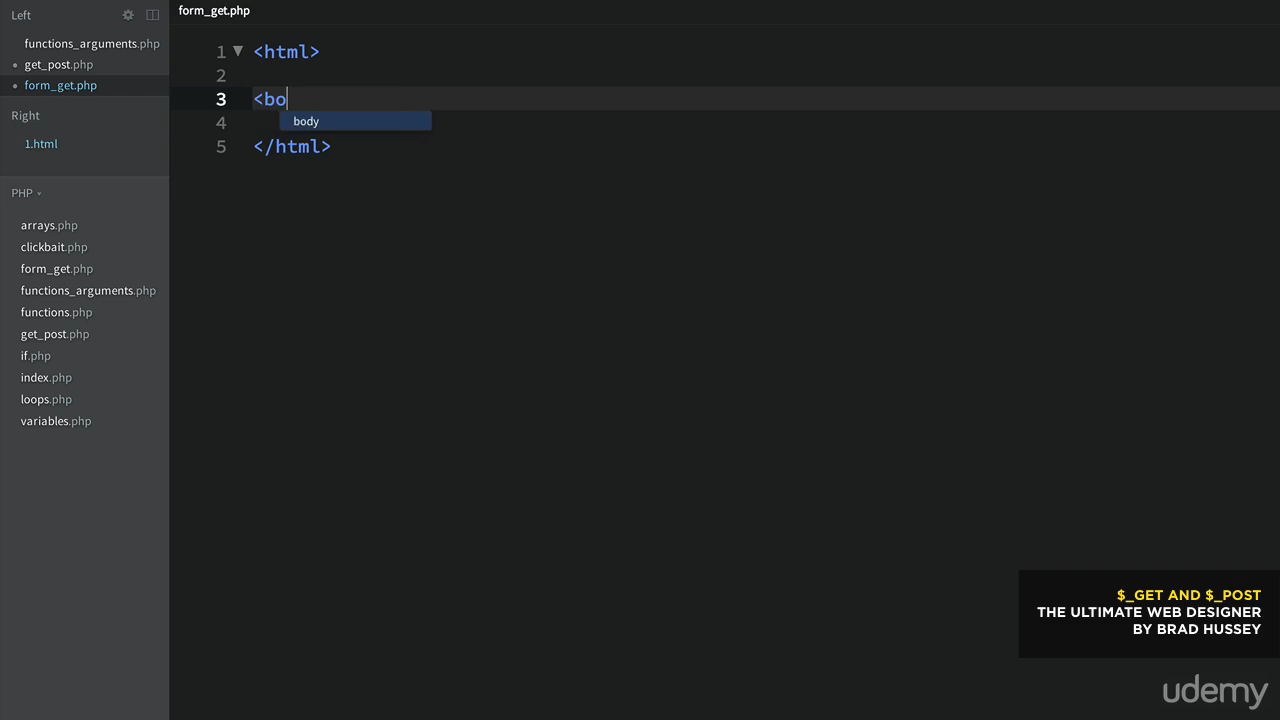 Left
functions_arguments.php
get_post.php
form_get.php
Right
1.html
PHP
arrays.php
clickbait.php
form_get.php
functions_arguments.php
functions.php
get_post.php
if.php
index.php
loops.php
variables.php
form_get.php
1 <html>
2
3 <bo
body
4
5 </html>
$_GET AND $_POST
THE ULTIMATE WEB DESIGNER
BY BRAD HUSSEY
udemy